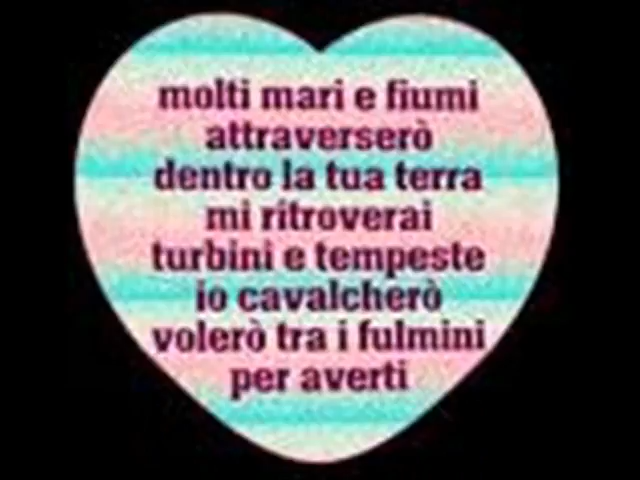 molti mari e fiumi
attraverserò
dentro la tua terra
mi ritroverai
turbini e tempeste
io cavalcherò
volerò tra i fulmini
per averti